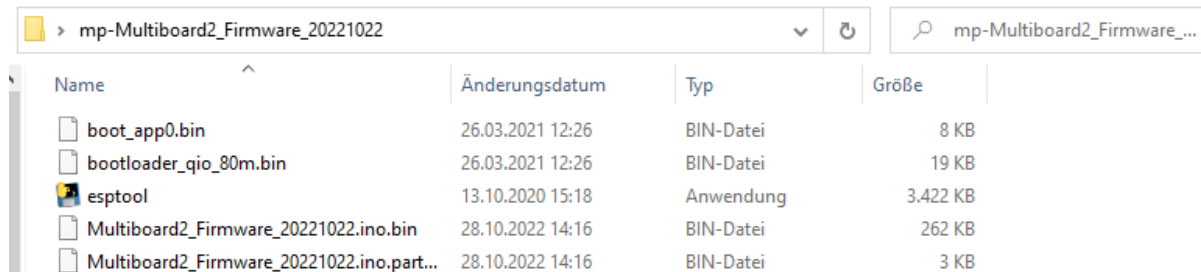 mp-Multiboard2_Firmware_20221022 mp-Multiboard2_Firmware_...
Name Änderungsdatum Typ Größe
boot_app0.bin 26.03.2021 12:26 BIN-Datei 8 KB
bootloader_qio_80m.bin 26.03.2021 12:26 BIN-Datei 19 KB
esptool 13.10.2020 15:18 Anwendung 3.422 KB
Multiboard2_Firmware_20221022.ino.bin 28.10.2022 14:16 BIN-Datei 262 KB
Multiboard2_Firmware_20221022.ino.part... 28.10.2022 14:16 BIN-Datei 3 KB